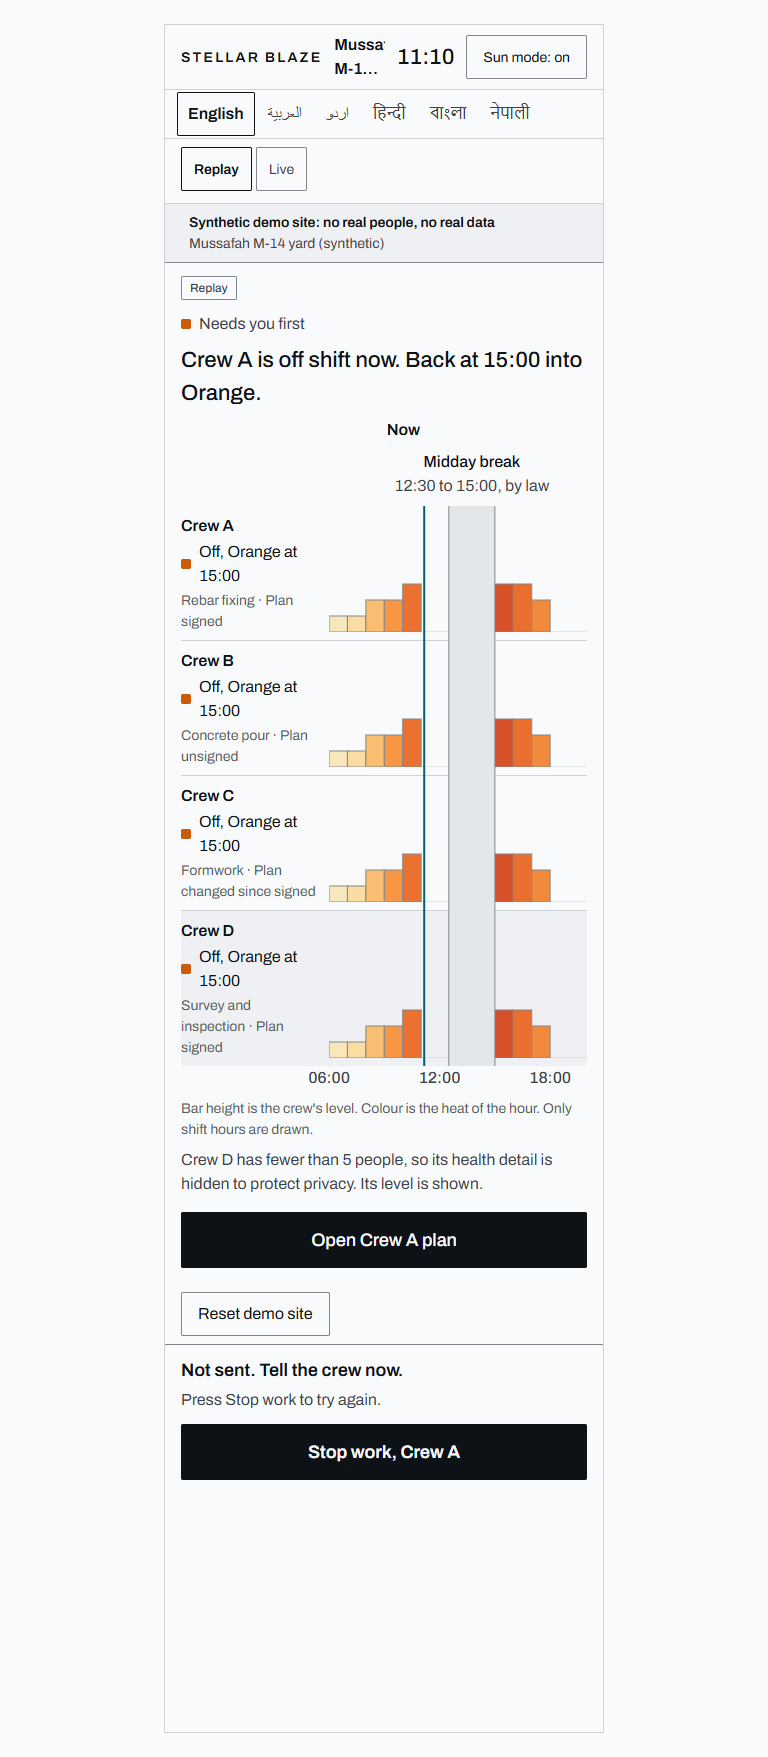 STELLAR BLAZE
Mussa
M-1...
11:10
Sun mode: on
English العربية اردو हिन्दी বাংলা नेपाली
Replay Live
Synthetic demo site: no real people, no real data
Mussafah M-14 yard (synthetic)
Replay
Needs you first
Crew A is off shift now. Back at 15:00 into
Orange.
Now
Midday break
12:30 to 15:00, by law
Crew A
Off, Orange at
15:00
Rebar fixing · Plan
signed
Crew B
Off, Orange at
15:00
Concrete pour · Plan
unsigned
Crew C
Off, Orange at
15:00
Formwork · Plan
changed since signed
Crew D
Off, Orange at
15:00
Survey and
inspection · Plan
signed
06:00 12:00 18:00
Bar height is the crew's level. Colour is the heat of the hour. Only
shift hours are drawn.
Crew D has fewer than 5 people, so its health detail is
hidden to protect privacy. Its level is shown.
Open Crew A plan
Reset demo site
Not sent. Tell the crew now.
Press Stop work to try again.
Stop work, Crew A